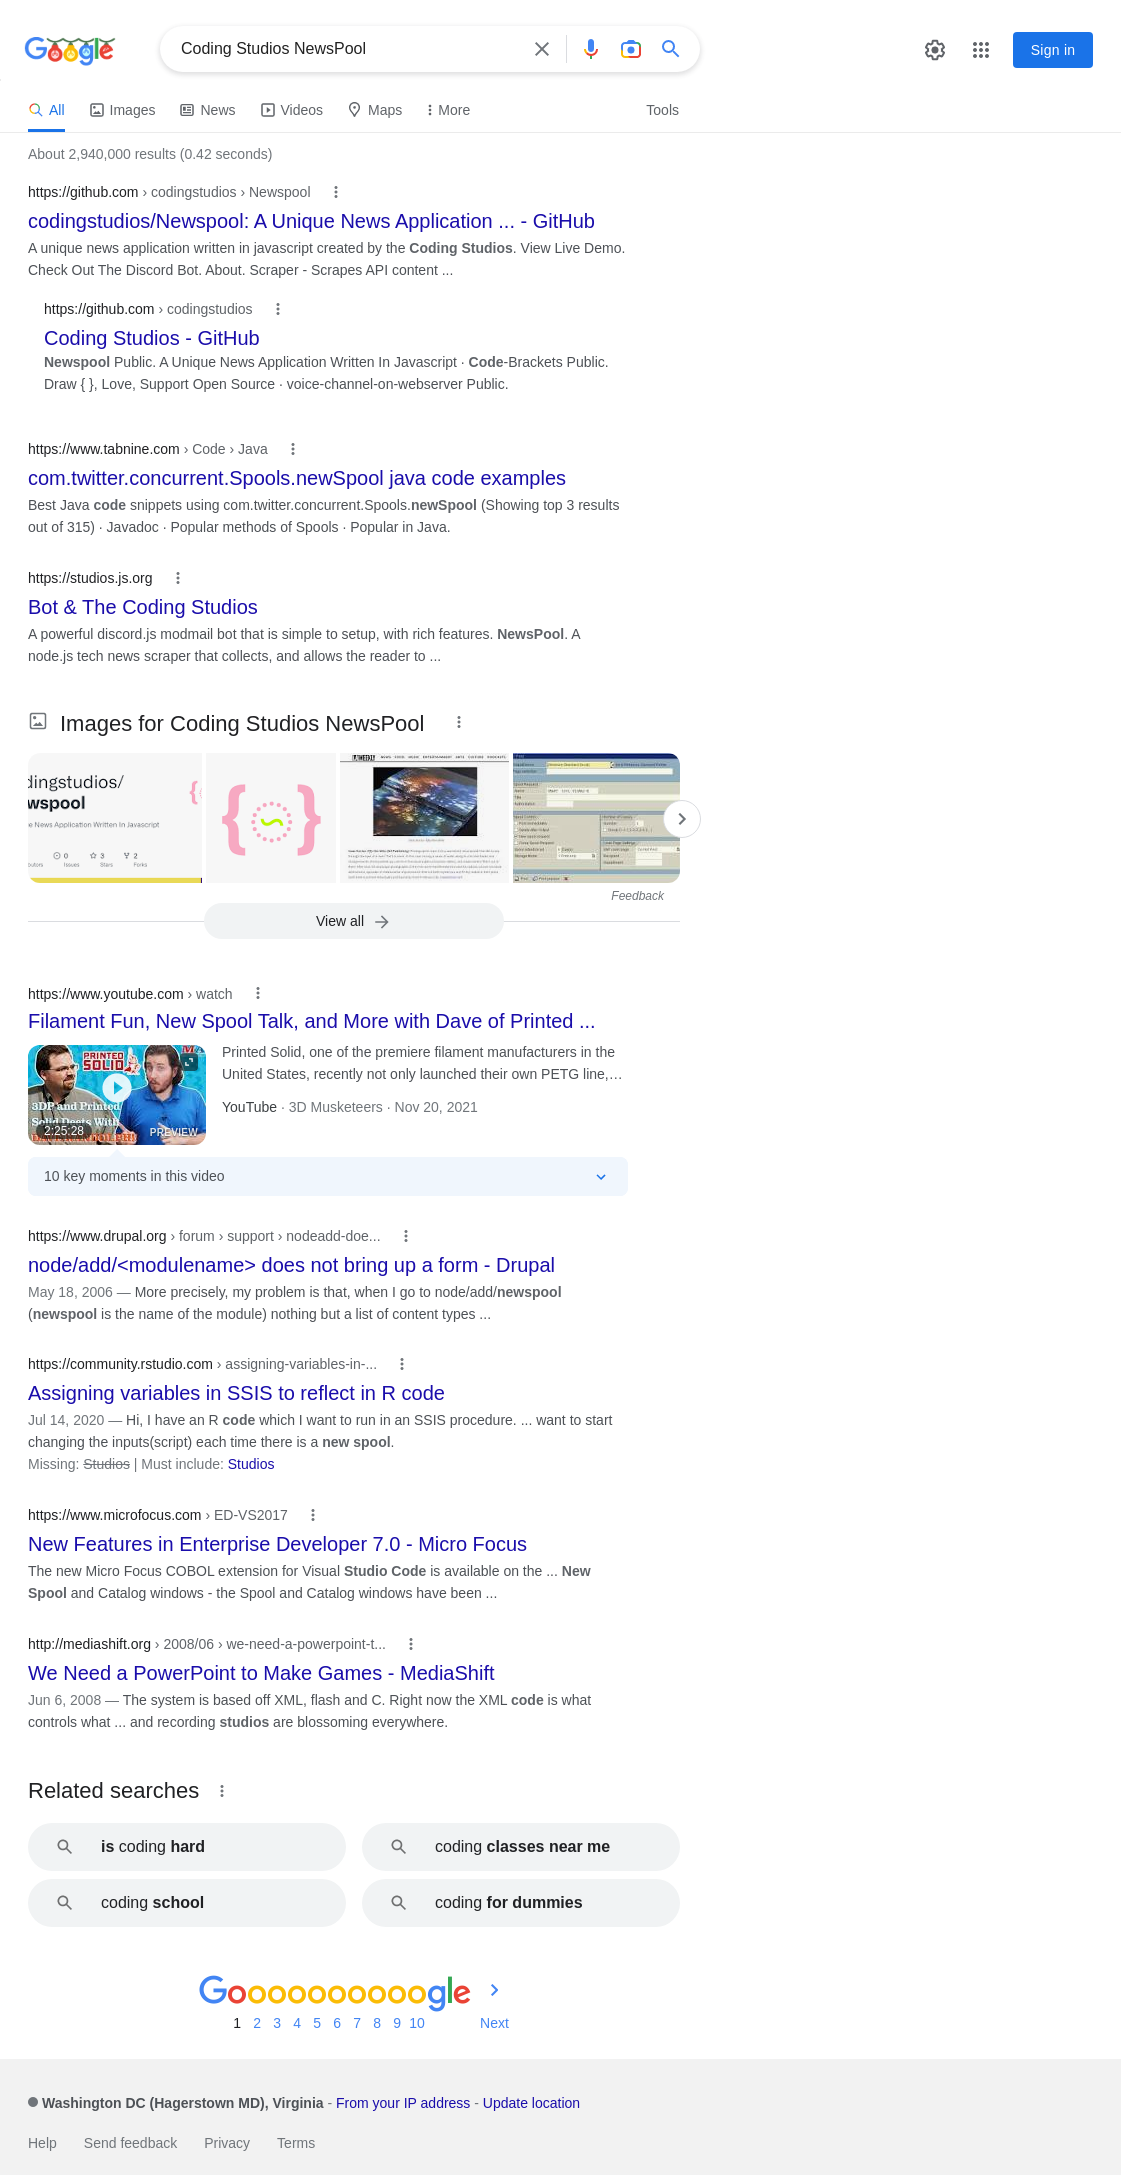 Google
Coding Studios NewsPool
Sign in
All
Images
News
Videos
Maps
More
Tools
About 2,940,000 results (0.42 seconds)
https://github.com › codingstudios › Newspool
codingstudios/Newspool: A Unique News Application ... - GitHub
A unique news application written in javascript created by the Coding Studios. View Live Demo.
Check Out The Discord Bot. About. Scraper - Scrapes API content ...
https://github.com › codingstudios
Coding Studios - GitHub
Newspool Public. A Unique News Application Written In Javascript · Code-Brackets Public.
Draw { }, Love, Support Open Source · voice-channel-on-webserver Public.
https://www.tabnine.com › Code › Java
com.twitter.concurrent.Spools.newSpool java code examples
Best Java code snippets using com.twitter.concurrent.Spools.newSpool (Showing top 3 results
out of 315) · Javadoc · Popular methods of Spools · Popular in Java.
https://studios.js.org
Bot & The Coding Studios
A powerful discord.js modmail bot that is simple to setup, with rich features. NewsPool. A
node.js tech news scraper that collects, and allows the reader to ...
Images for Coding Studios NewsPool
dingstudios/
wspool
e News Application Written In Javascript
0
3
2
Issues
Stars
Forks
WEEKLY
Feedback
View all
https://www.youtube.com › watch
Filament Fun, New Spool Talk, and More with Dave of Printed ...
PRINTED
SOLID
3DP and Printed
Solid Deets With
2:25:28
PREVIEW
Printed Solid, one of the premiere filament manufacturers in the
United States, recently not only launched their own PETG line,...
YouTube · 3D Musketeers · Nov 20, 2021
10 key moments in this video
https://www.drupal.org › forum › support › nodeadd-doe...
node/add/<modulename> does not bring up a form - Drupal
May 18, 2006 — More precisely, my problem is that, when I go to node/add/newspool
(newspool is the name of the module) nothing but a list of content types ...
https://community.rstudio.com › assigning-variables-in-...
Assigning variables in SSIS to reflect in R code
Jul 14, 2020 — Hi, I have an R code which I want to run in an SSIS procedure. ... want to start
changing the inputs(script) each time there is a new spool.
Missing: Studios | Must include: Studios
https://www.microfocus.com › ED-VS2017
New Features in Enterprise Developer 7.0 - Micro Focus
The new Micro Focus COBOL extension for Visual Studio Code is available on the ... New
Spool and Catalog windows - the Spool and Catalog windows have been ...
http://mediashift.org › 2008/06 › we-need-a-powerpoint-t...
We Need a PowerPoint to Make Games - MediaShift
Jun 6, 2008 — The system is based off XML, flash and C. Right now the XML code is what
controls what ... and recording studios are blossoming everywhere.
Related searches
is coding hard
coding classes near me
coding school
coding for dummies
Goooooooooogle
1 2 3 4 5 6 7 8 9 10 Next
Washington DC (Hagerstown MD), Virginia - From your IP address - Update location
Help Send feedback Privacy Terms